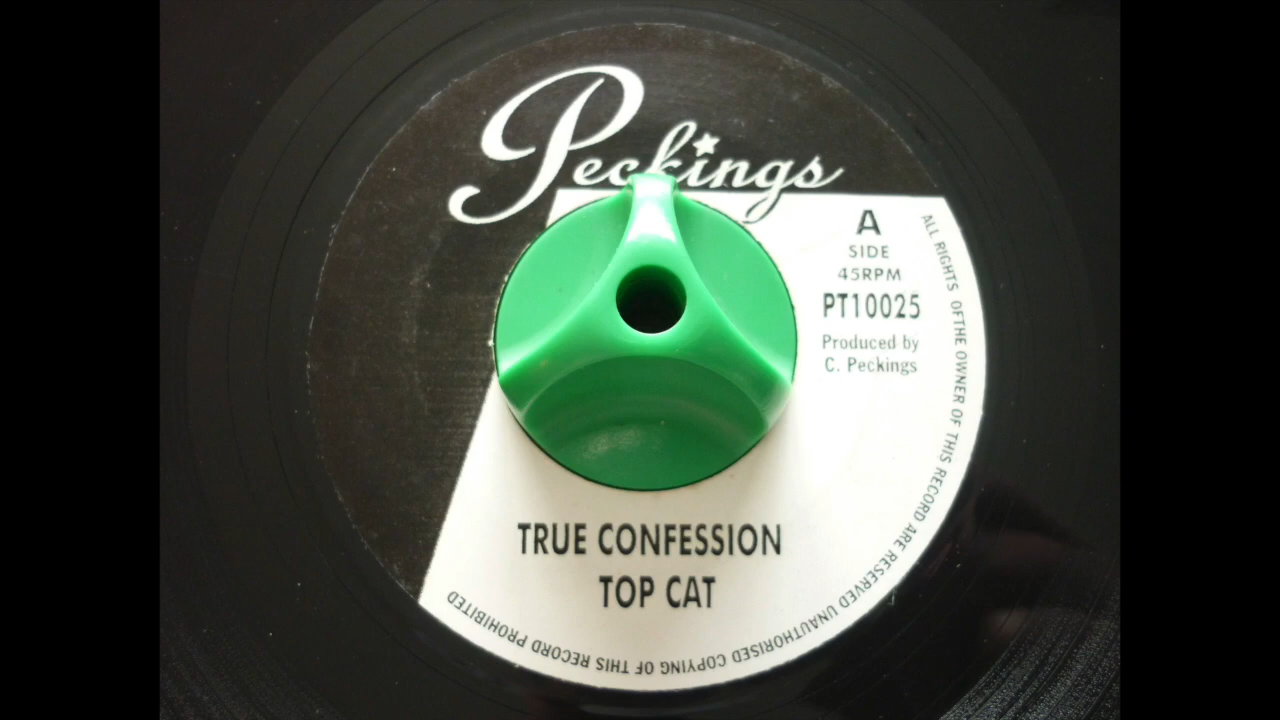 Peckings
A
SIDE
45RPM
PT10025
Produced by
C. Peckings
TRUE CONFESSION
TOP CAT
ALL RIGHTS OFTHE OWNER OF THIS RECORD ARE RESERVED UNAUTHORISED COPYING OF THIS RECORD PROHIBITED